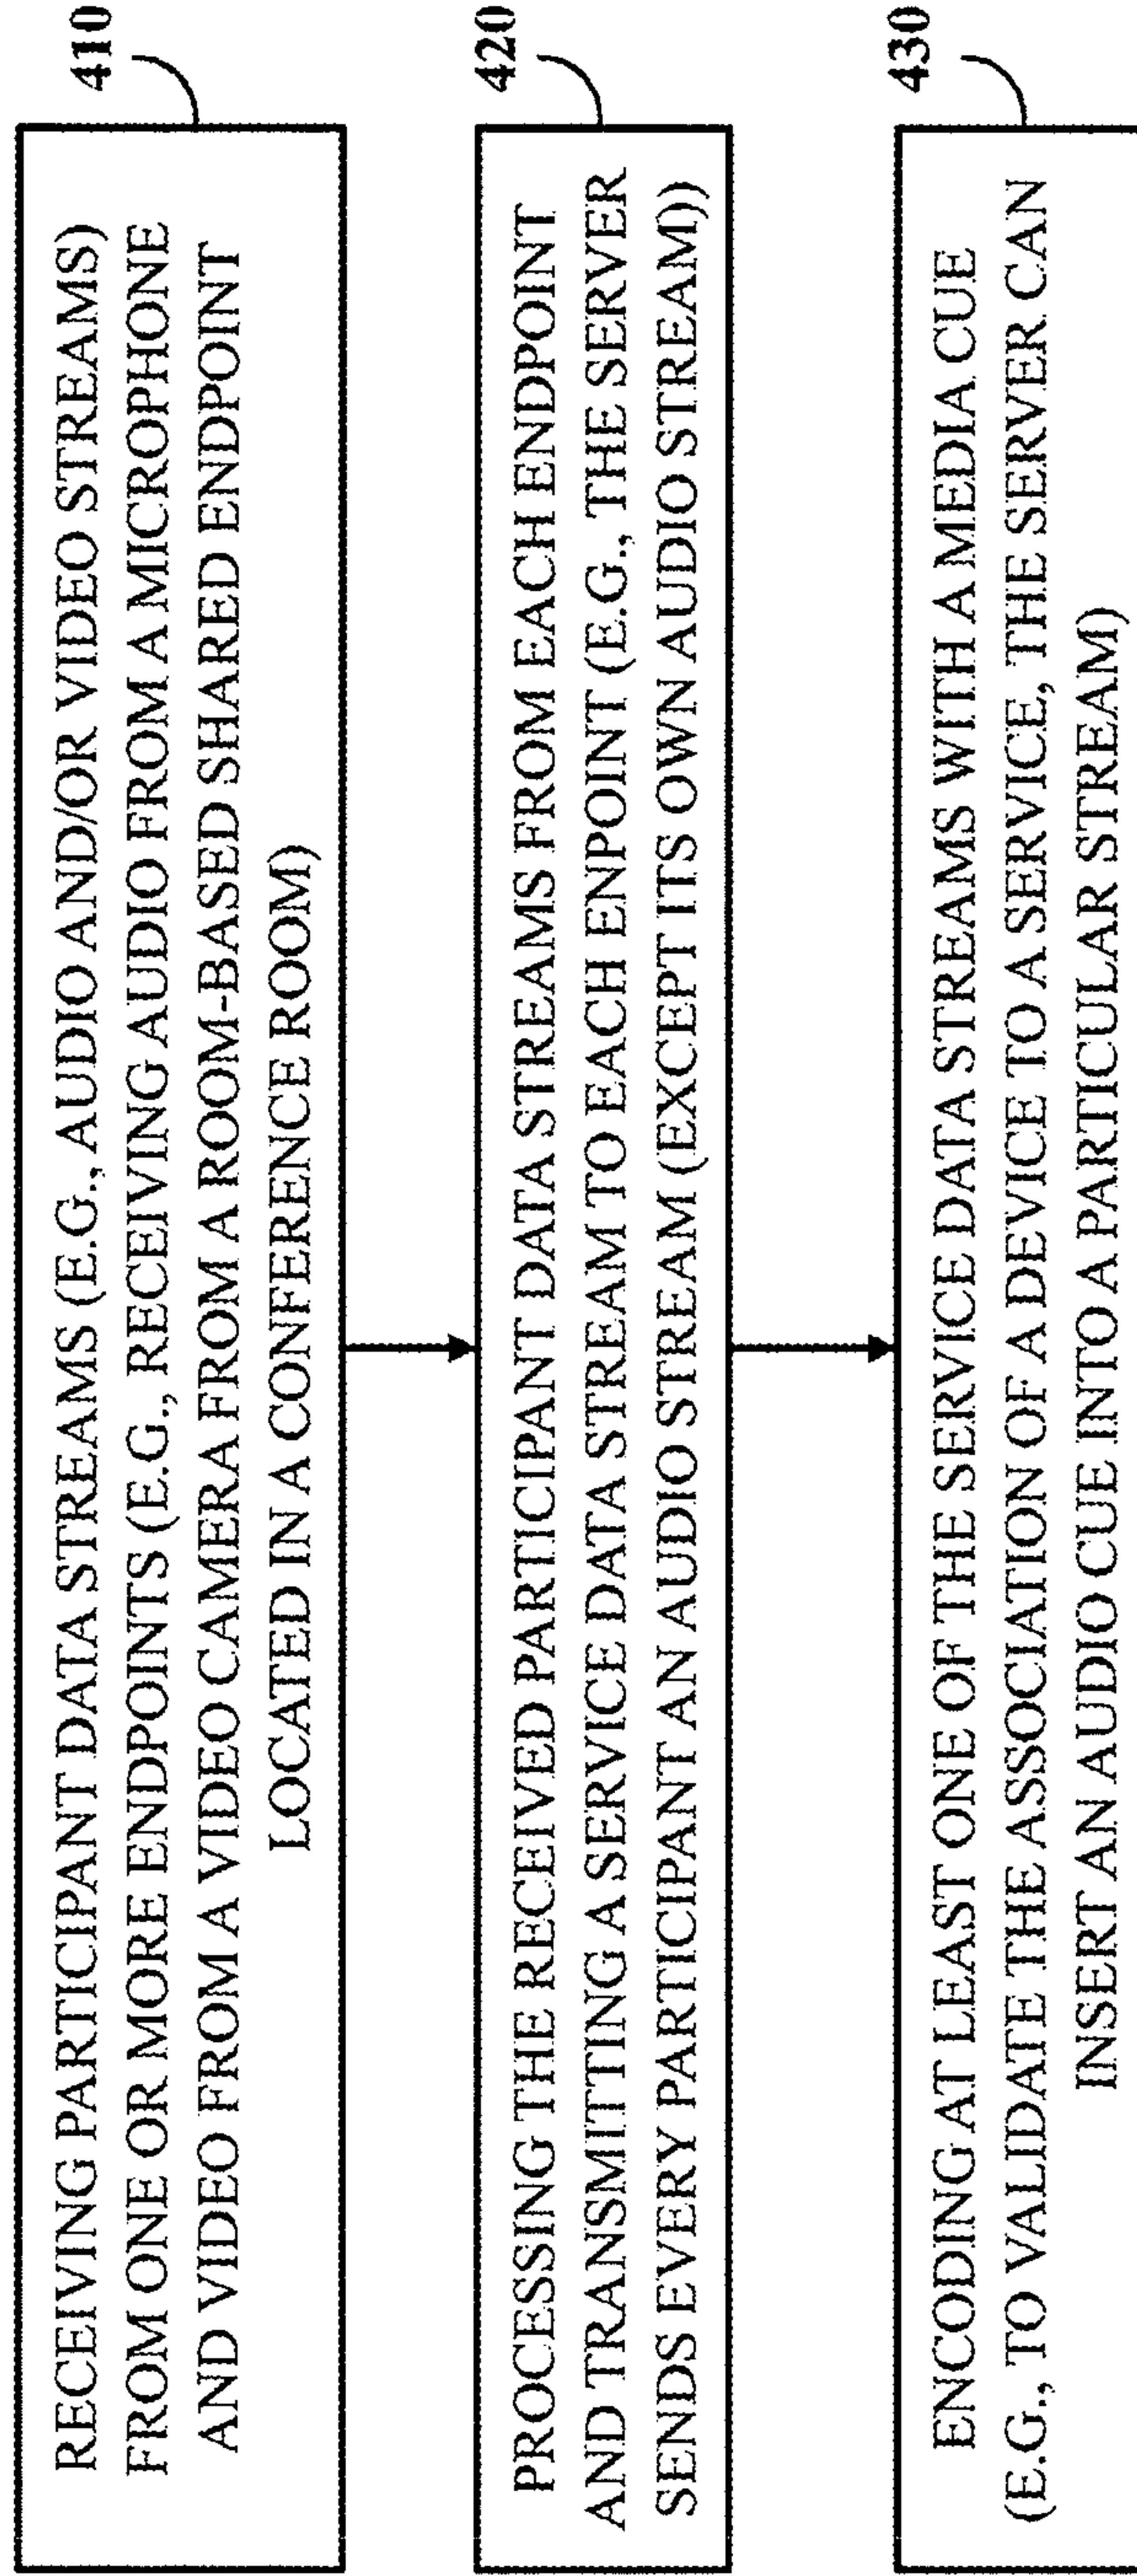 410
RECEIVING PARTICIPANT DATA STREAMS (E.G., AUDIO AND/OR VIDEO STREAMS)
FROM ONE OR MORE ENDPOINTS (E.G., RECEIVING AUDIO FROM A MICROPHONE
AND VIDEO FROM A VIDEO CAMERA FROM A ROOM-BASED SHARED ENDPOINT
LOCATED IN A CONFERENCE ROOM)
420
PROCESSING THE RECEIVED PARTICIPANT DATA STREAMS FROM EACH ENDPOINT
AND TRANSMITTING A SERVICE DATA STREAM TO EACH ENPOINT (E.G., THE SERVER
SENDS EVERY PARTICIPANT AN AUDIO STREAM (EXCEPT ITS OWN AUDIO STREAM))
430
ENCODING AT LEAST ONE OF THE SERVICE DATA STREAMS WITH A MEDIA CUE
(E.G., TO VALIDATE THE ASSOCIATION OF A DEVICE TO A SERVICE, THE SERVER CAN
INSERT AN AUDIO CUE INTO A PARTICULAR STREAM)